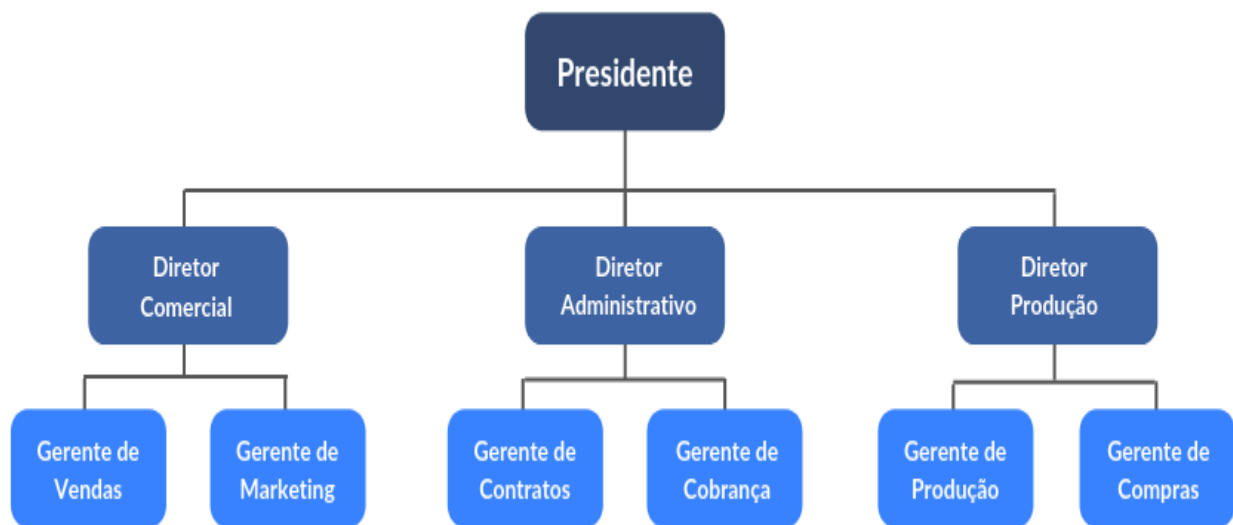 Presidente
Diretor
Comercial
Diretor
Administrativo
Diretor
Produção
Gerente de
Vendas
Gerente de
Marketing
Gerente de
Contratos
Gerente de
Cobrança
Gerente de
Produção
Gerente de
Compras